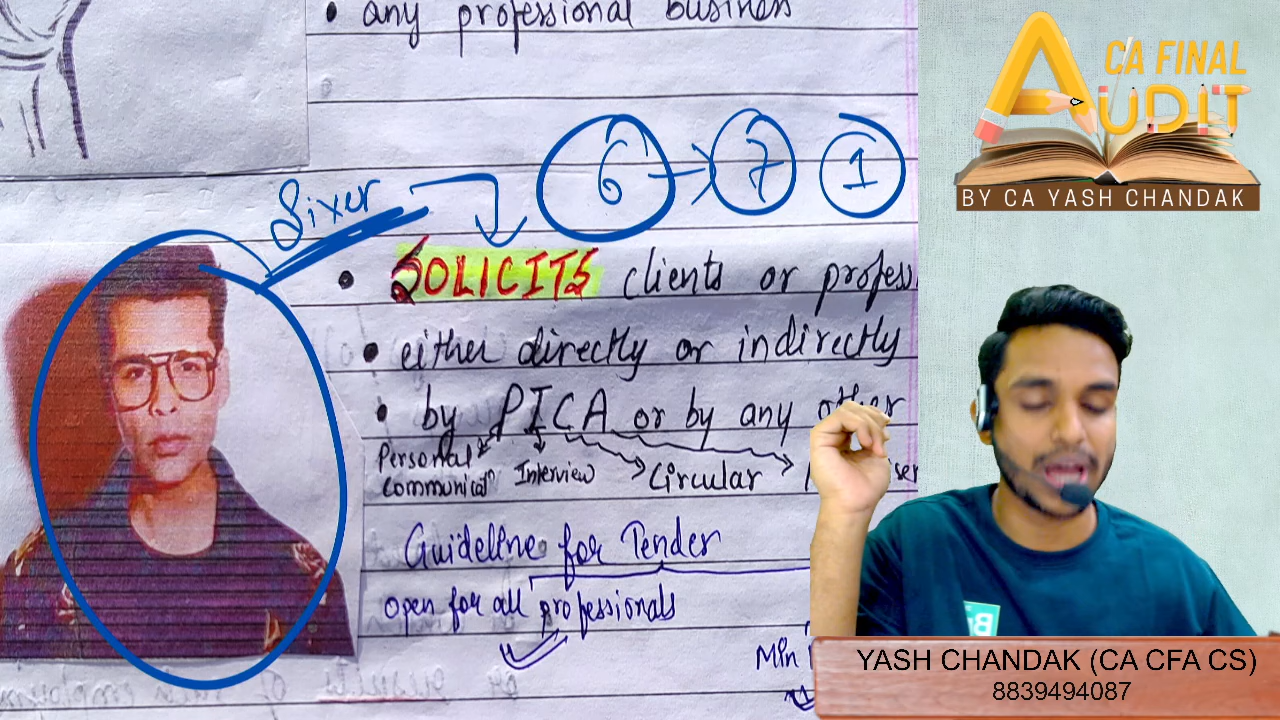 • any professional business
6 → 7 1
Sixer
• SOLICITS clients or profess
• either directly or indirectly
• by PICA or by any other
Personal communicatn Interview Circular
Guideline for Tender
open for all professionals
Min
CA FINAL
AUDIT
BY CA YASH CHANDAK
YASH CHANDAK (CA CFA CS)
8839494087